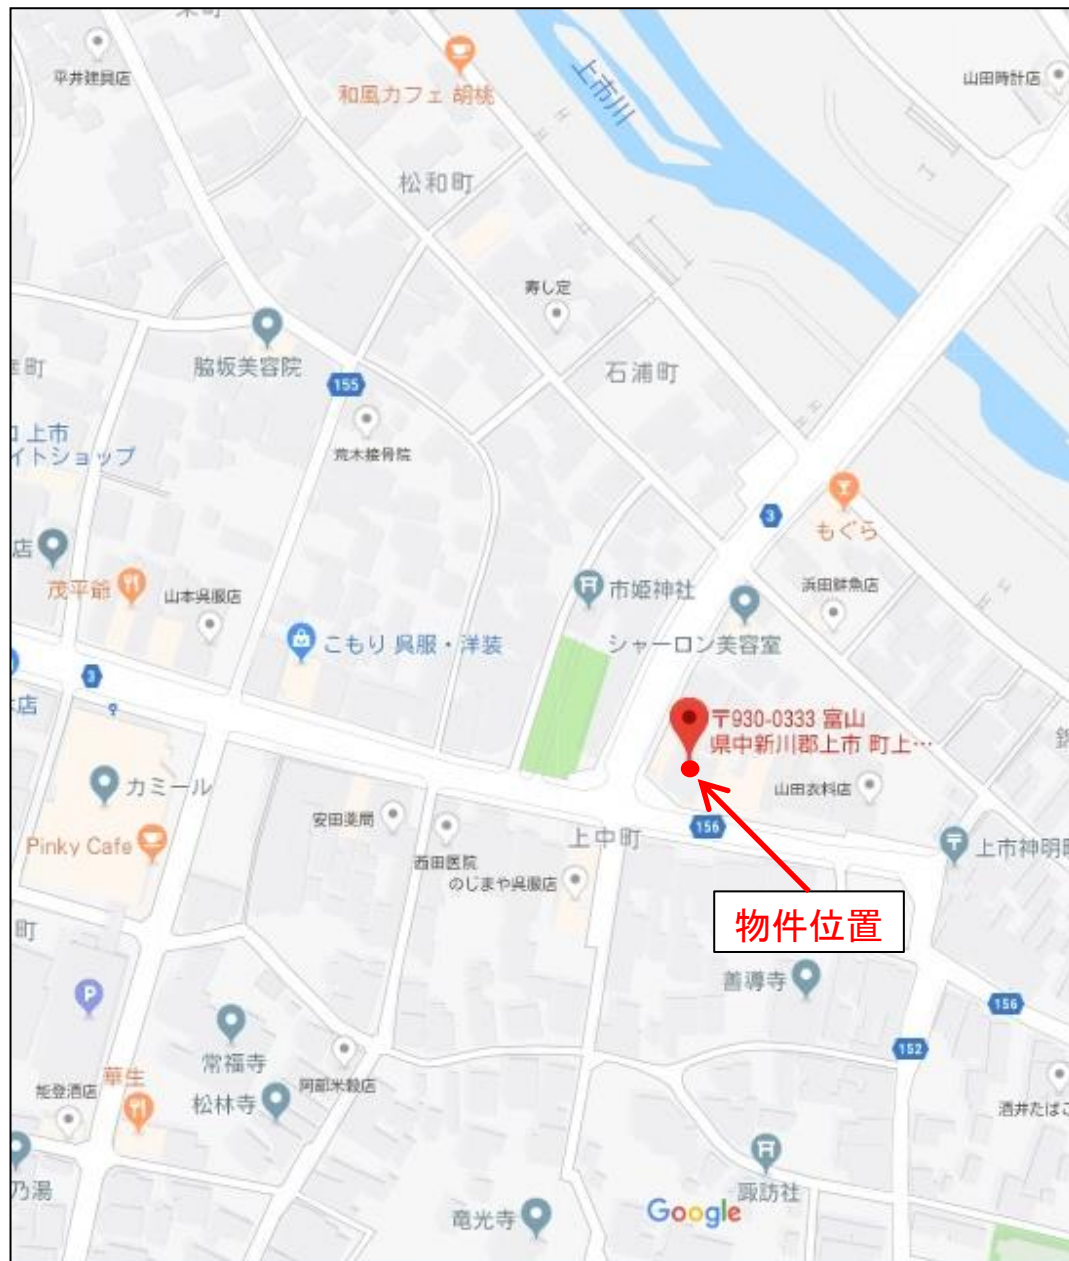 平井建具店
和風カフェ 胡桃
上市川
山田時計店
松和町
寿し定
脇坂美容院
石浦町
155
荒木接骨院
上市
イトショップ
3
もぐら
店
茂平爺
山本呉服店
市姫神社
浜田鮮魚店
こもり 呉服・洋装
シャーロン美容室
3
店
〒930-0333 富山
県中新川郡上市 町上…
カミール
山田衣料店
安田薬局
156
Pinky Cafe
西田医院
上中町
上市神明町
のじまや呉服店
物件位置
町
善導寺
156
P
152
常福寺
阿部米穀店
華生
能登酒店
松林寺
酒井たばこ
乃湯
諏訪社
竜光寺
Google